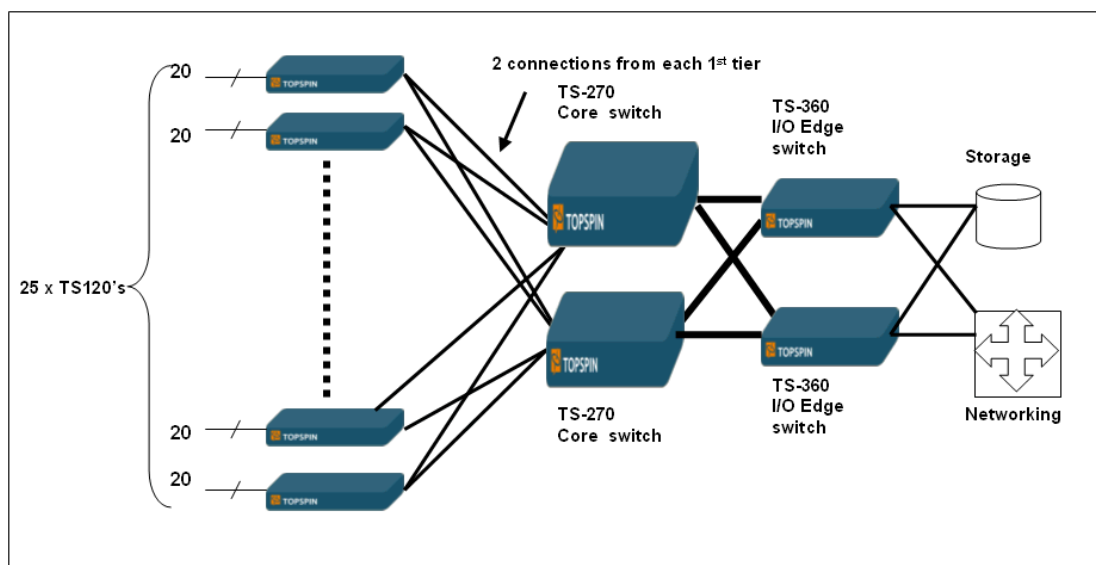 20
TOPSPIN
20
TOPSPIN
2 connections from each 1st tier
TS-270
Core switch
TOPSPIN
TS-360
I/O Edge
switch
TOPSPIN
Storage
25 x TS120's
TOPSPIN
TS-270
Core switch
TOPSPIN
TS-360
I/O Edge
switch
Networking
20
TOPSPIN
20
TOPSPIN